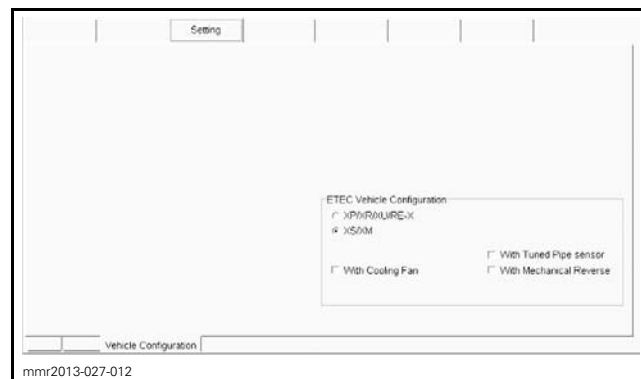 Setting
ETEC Vehicle Configuration
XP/XR/XU/RE-X
XS/XM
With Tuned Pipe sensor
With Cooling Fan
With Mechanical Reverse
Vehicle Configuration
mmr2013-027-012